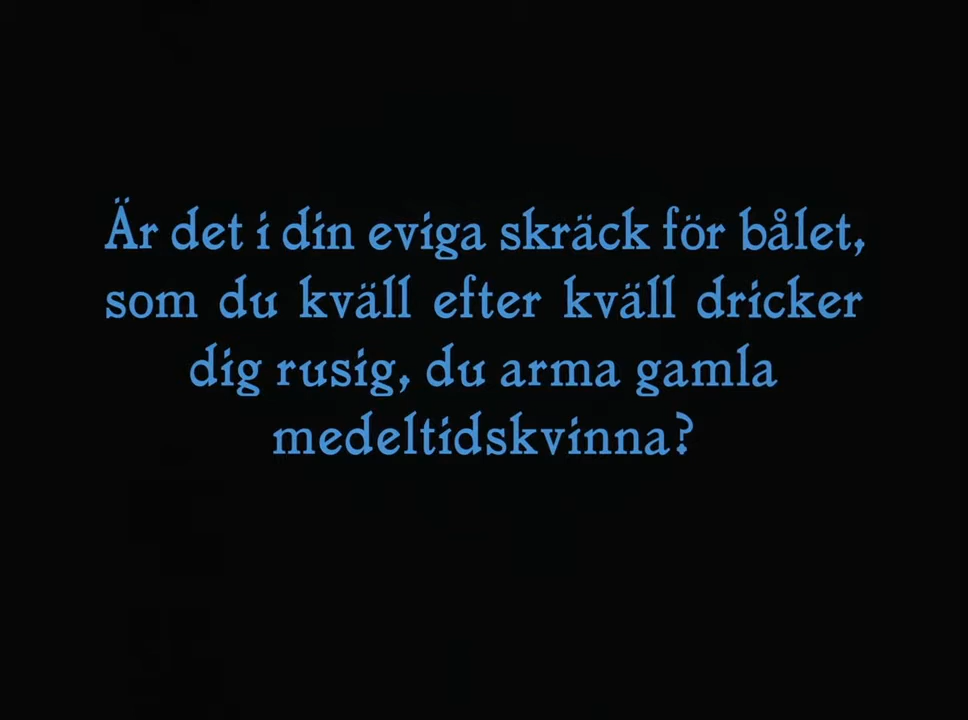 Är det i din eviga skräck för bålet,
som du kväll efter kväll dricker
dig rusig, du arma gamla
medeltidskvinna?